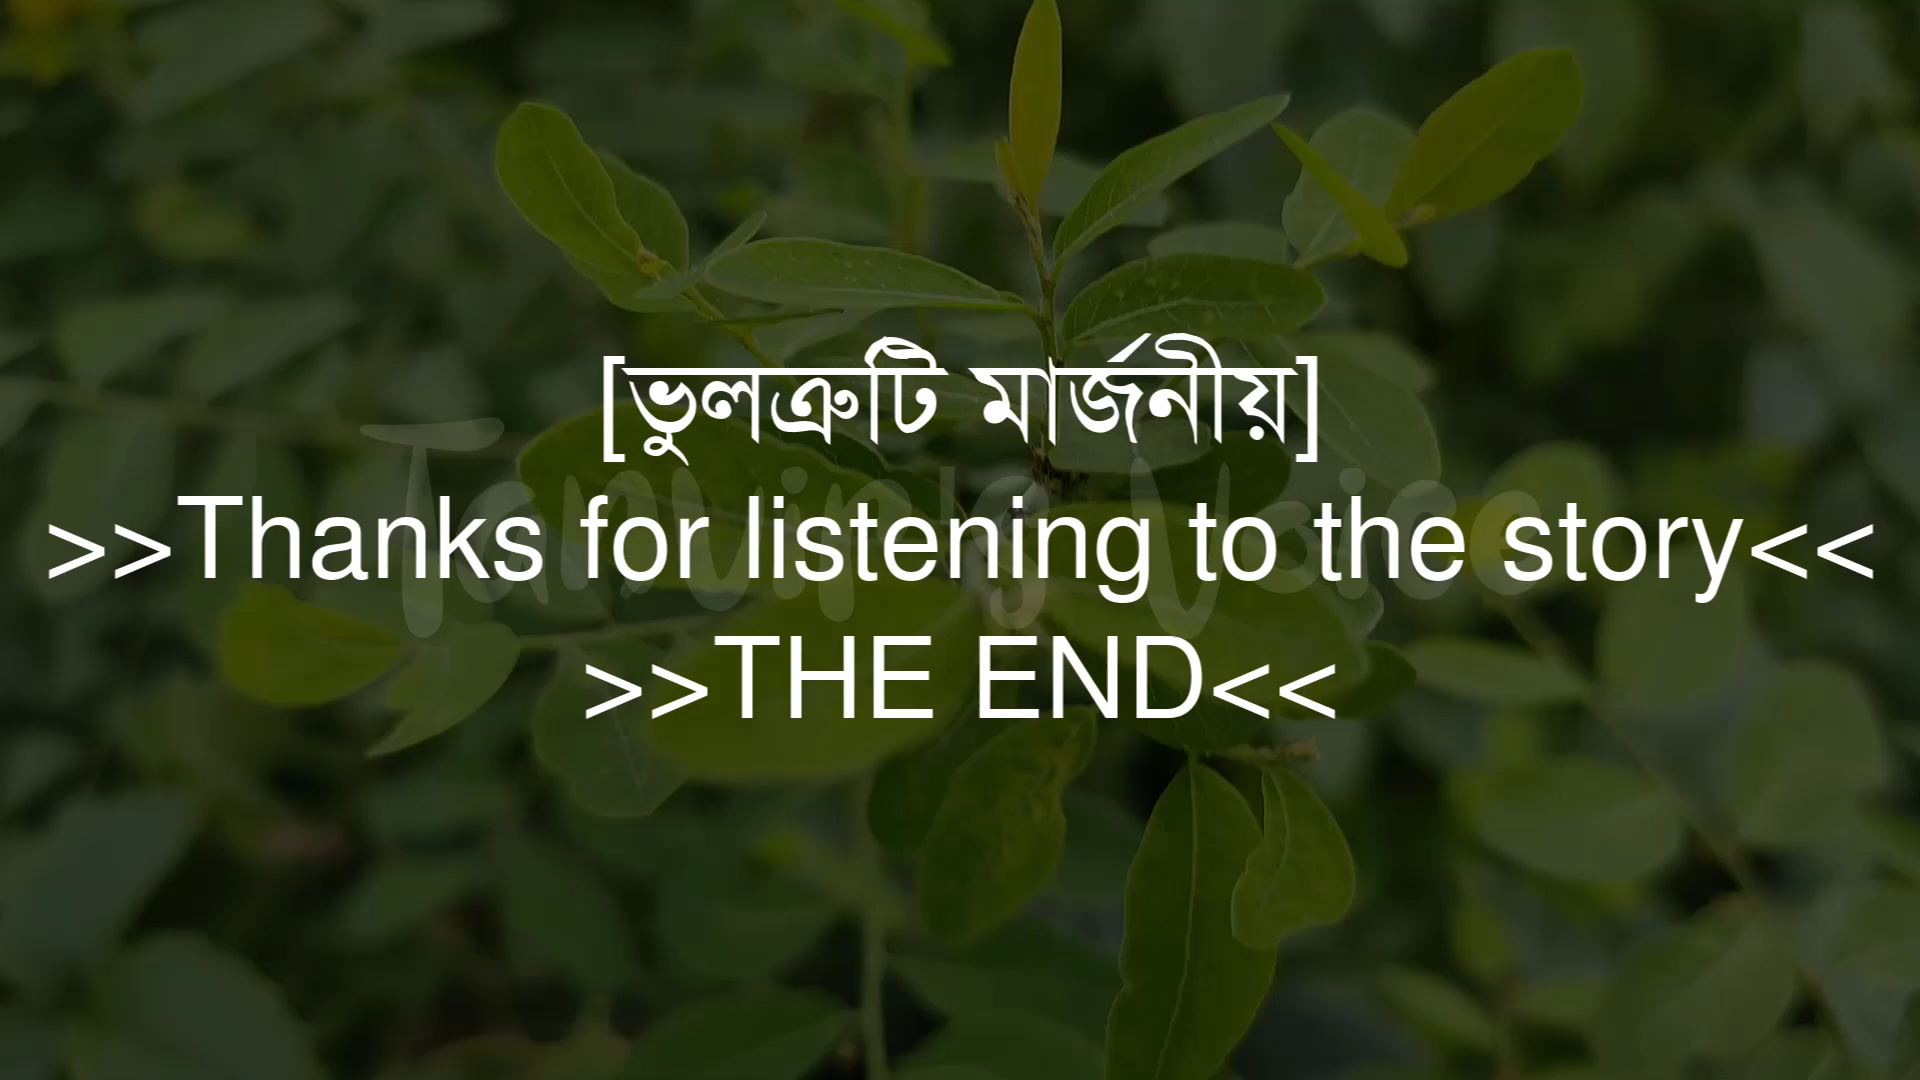 [ভুলত্রুটি মার্জনীয়]
>>Thanks for listening to the story<<
>>THE END<<